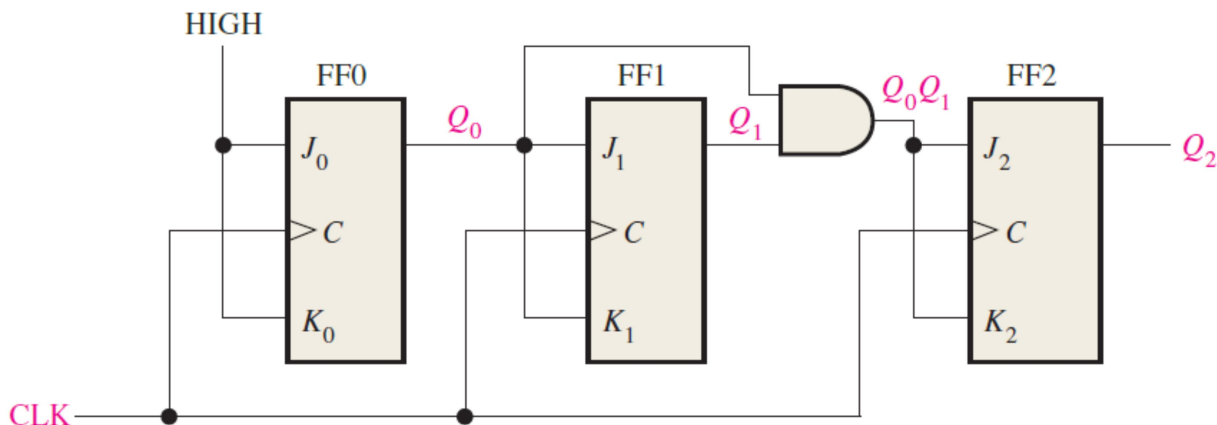 HIGH
FF0
FF1
FF2
Q₀
Q₁
Q₀Q₁
J₀
J₁
J₂
Q₂
C
C
C
K₀
K₁
K₂
CLK